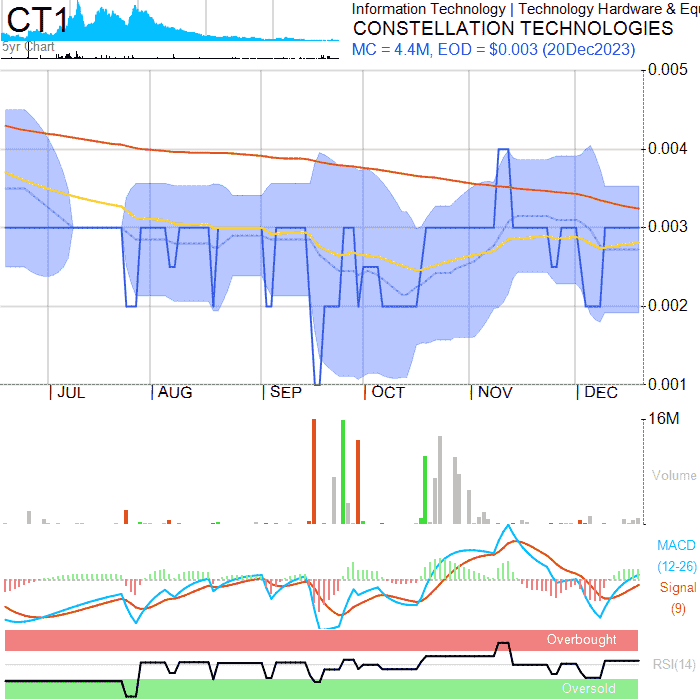 CT1
Information Technology | Technology Hardware & Equ
CONSTELLATION TECHNOLOGIES
MC = 4.4M, EOD = $0.003 (20Dec2023)
5yr Chart
0.005
0.004
0.003
0.002
0.001
JUL
AUG
SEP
OCT
NOV
DEC
16M
Volume
MACD
(12-26)
Signal
(9)
Overbought
RSI(14)
Oversold